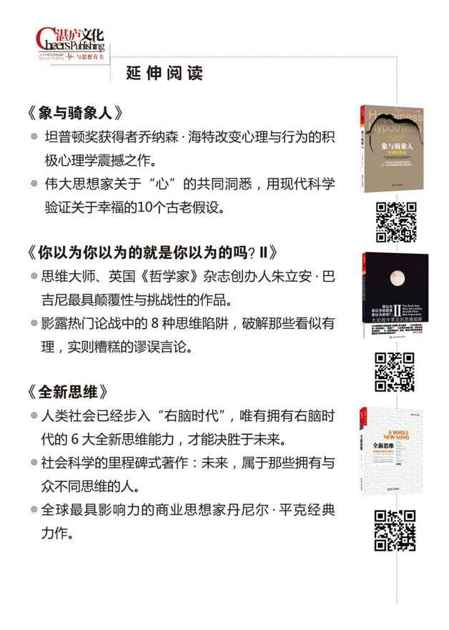 湛庐文化
Cheers Publishing
与思想有关
延伸阅读
《象与骑象人》
坦普顿奖获得者乔纳森·海特改变心理与行为的积
极心理学震撼之作。
伟大思想家关于“心”的共同洞悉，用现代科学
验证关于幸福的10个古老假设。
象与骑象人
《你以为你以为的就是你以为的吗? II》
思维大师、英国《哲学家》杂志创办人朱立安·巴
吉尼最具颠覆性与挑战性的作品。
影露热门论战中的 8 种思维陷阱，破解那些看似有
理，实则糟糕的谬误言论。
II
《全新思维》
人类社会已经步入“右脑时代”，唯有拥有右脑时
代的 6 大全新思维能力，才能决胜于未来。
社会科学的里程碑式著作：未来，属于那些拥有与
众不同思维的人。
全球最具影响力的商业思想家丹尼尔·平克经典
力作。
A WHOLE
NEW MIND
全新思维